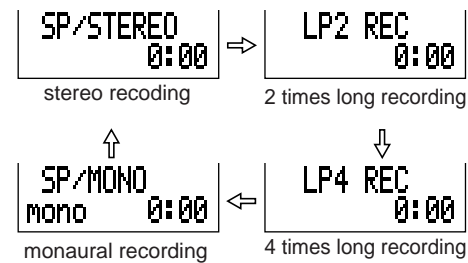 SP/STEREO
0:00
stereo recoding
LP2 REC
0:00
2 times long recording
LP4 REC
0:00
4 times long recording
SP/MONO
mono 0:00
monaural recording